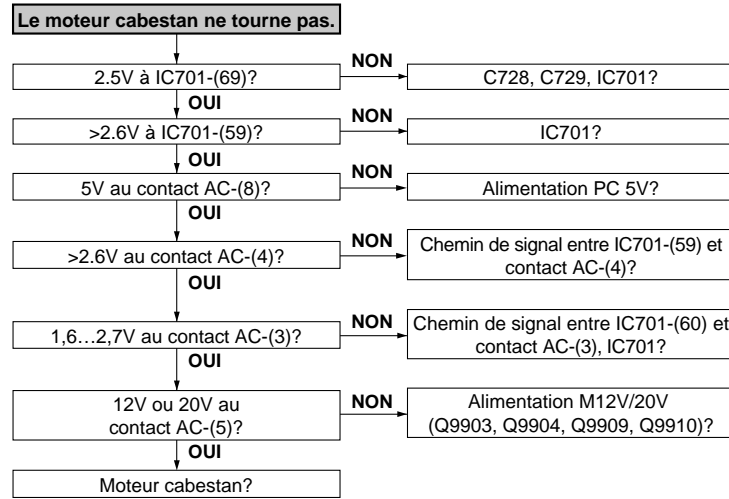 Le moteur cabestan ne tourne pas.
2.5V à IC701-(69)?
NON
C728, C729, IC701?
OUI
>2.6V à IC701-(59)?
NON
IC701?
OUI
5V au contact AC-(8)?
NON
Alimentation PC 5V?
OUI
>2.6V au contact AC-(4)?
NON
Chemin de signal entre IC701-(59) et
contact AC-(4)?
OUI
1,6…2,7V au contact AC-(3)?
NON
Chemin de signal entre IC701-(60) et
contact AC-(3), IC701?
OUI
12V ou 20V au
contact AC-(5)?
NON
Alimentation M12V/20V
(Q9903, Q9904, Q9909, Q9910)?
OUI
Moteur cabestan?